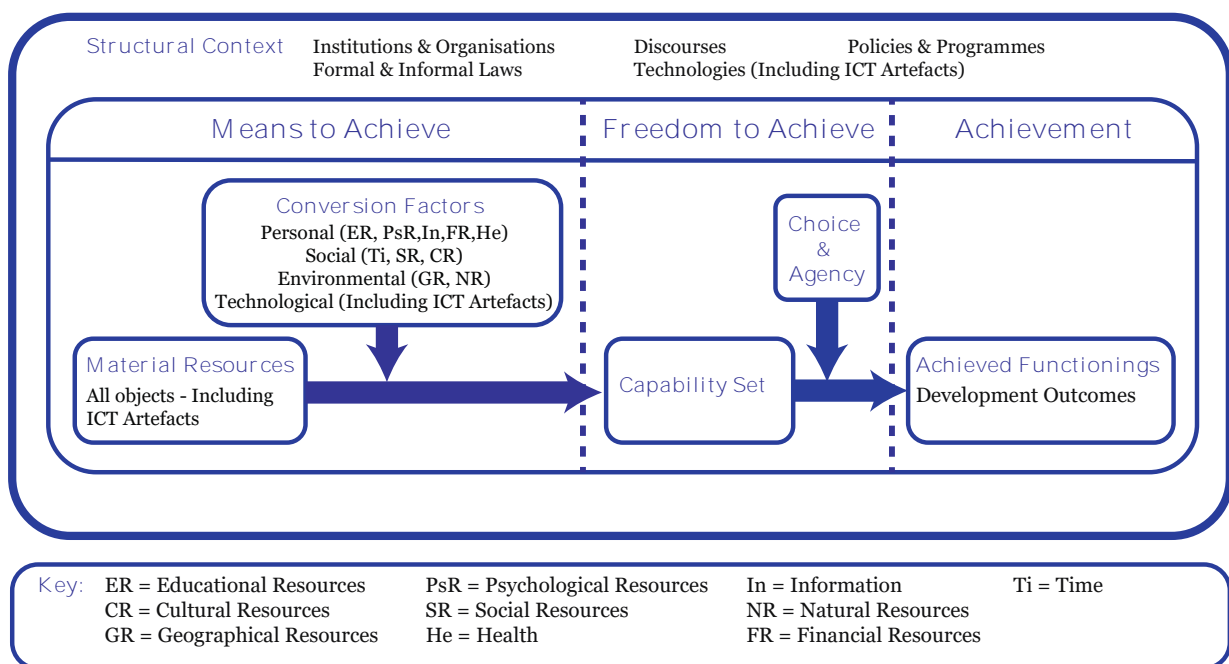 Structural Context
Institutions & Organisations
Formal & Informal Laws
Discourses
Technologies (Including ICT Artefacts)
Policies & Programmes
Means to Achieve
Freedom to Achieve
Achievement
Conversion Factors
Personal (ER, PsR,In,FR,He)
Social (Ti, SR, CR)
Environmental (GR, NR)
Technological (Including ICT Artefacts)
Choice
&
Agency
Material Resources
All objects - Including
ICT Artefacts
Capability Set
Achieved Functionings
Development Outcomes
Key:
ER = Educational Resources
PsR = Psychological Resources
In = Information
Ti = Time
CR = Cultural Resources
SR = Social Resources
NR = Natural Resources
GR = Geographical Resources
He = Health
FR = Financial Resources